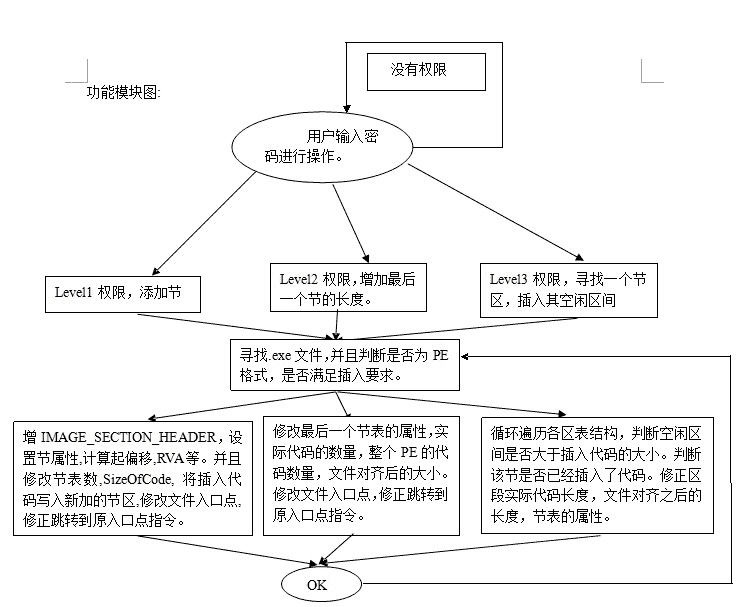 没有权限
功能模块图:
用户输入密
码进行操作。
Level1 权限，添加节
Level2 权限，增加最后
一个节的长度。
Level3 权限，寻找一个节
区，插入其空闲区间
寻找.exe 文件，并且判断是否为 PE
格式，是否满足插入要求。
增 IMAGE_SECTION_HEADER，设
置节属性,计算起偏移,RVA等。并且
修改节表数,SizeOfCode, 将插入代
码写入新加的节区,修改文件入口点,
修正跳转到原入口点指令。
修改最后一个节表的属性，实
际代码的数量，整个 PE 的代
码数量，文件对齐后的大小。
修改文件入口点，修正跳转到
原入口点指令。
循环遍历各区表结构，判断空闲区
间是否大于插入代码的大小。判断
该节是否已经插入了代码。修正区
段实际代码长度，文件对齐之后的
长度，节表的属性。
OK